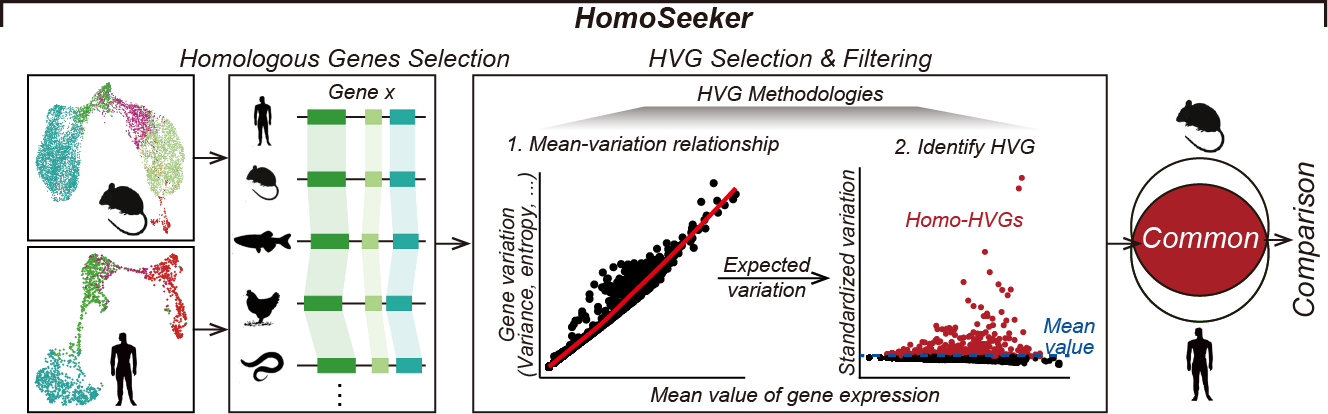 HomoSeeker
Homologous Genes Selection
HVG Selection & Filtering
Gene x
HVG Methodologies
1. Mean-variation relationship
2. Identify HVG
Gene variation
(Variance, entropy, ...)
Expected
variation
Standardized variation
Homo-HVGs
Mean
value
Mean value of gene expression
Common
Comparison